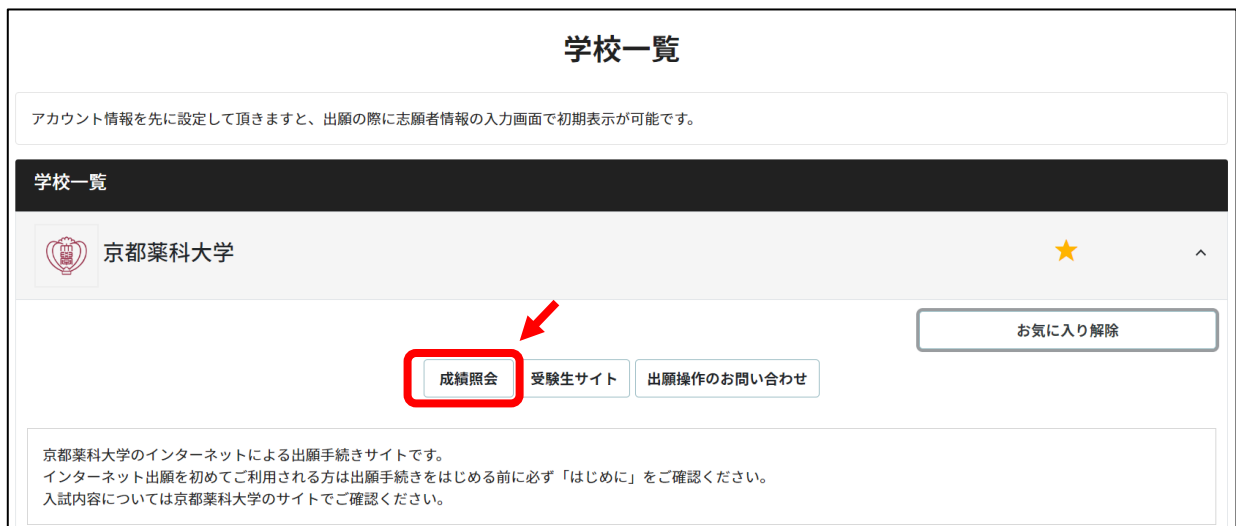 学校一覧
アカウント情報を先に設定して頂きますと、出願の際に志願者情報の入力画面で初期表示が可能です。
学校一覧
京都薬科大学
お気に入り解除
成績照会 受験生サイト 出願操作のお問い合わせ
京都薬科大学のインターネットによる出願手続きサイトです。
インターネット出願を初めてご利用される方は出願手続きをはじめる前に必ず「はじめに」をご確認ください。
入試内容については京都薬科大学のサイトでご確認ください。